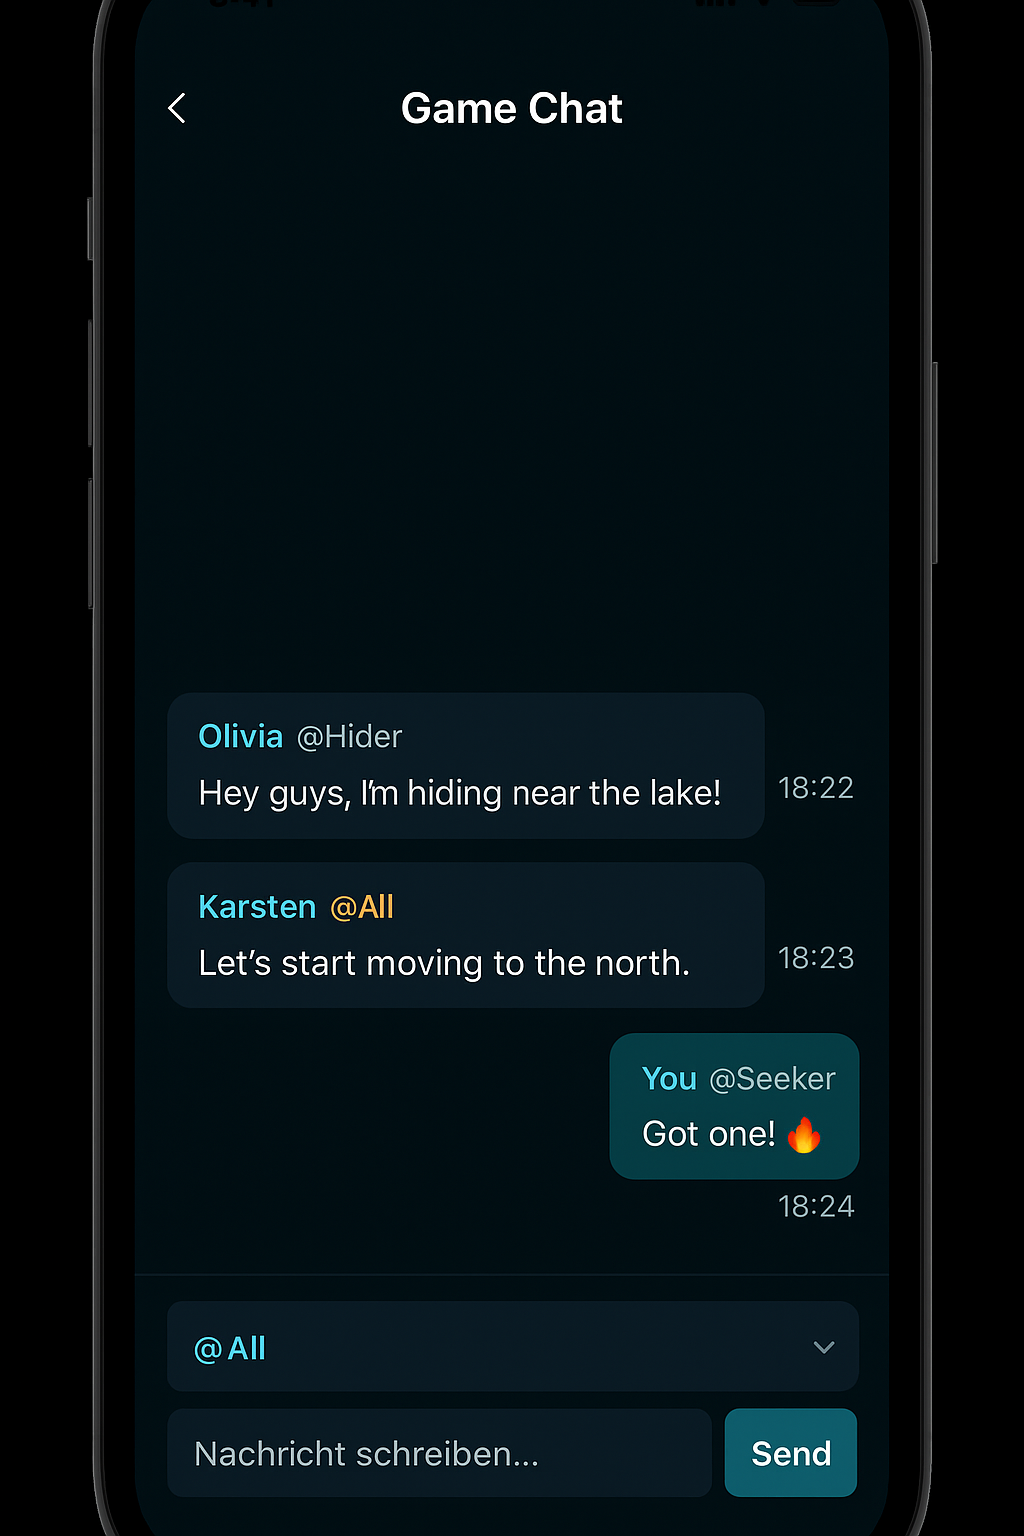 Game Chat
Olivia @Hider
Hey guys, I'm hiding near the lake!
18:22
Karsten @All
Let's start moving to the north.
18:23
You @Seeker
Got one! 🔥
18:24
@All
Nachricht schreiben...
Send